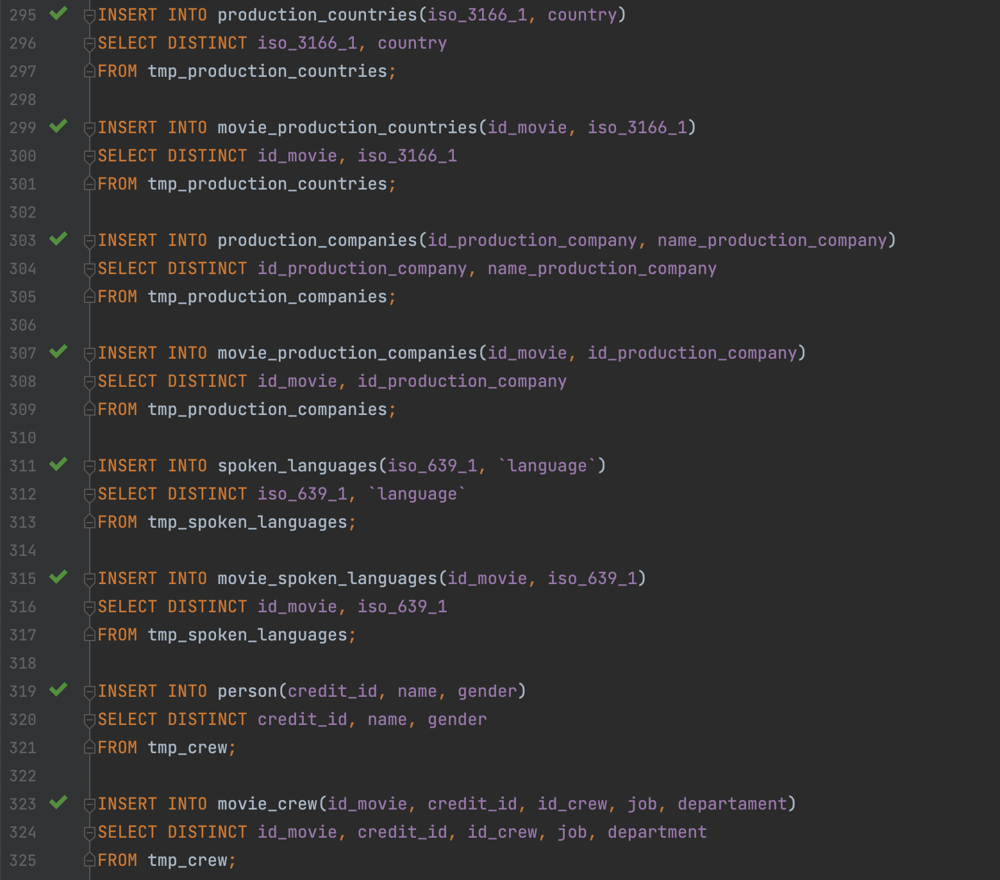 295 INSERT INTO production_countries(iso_3166_1, country)
296 SELECT DISTINCT iso_3166_1, country
297 FROM tmp_production_countries;
298
299 INSERT INTO movie_production_countries(id_movie, iso_3166_1)
300 SELECT DISTINCT id_movie, iso_3166_1
301 FROM tmp_production_countries;
302
303 INSERT INTO production_companies(id_production_company, name_production_company)
304 SELECT DISTINCT id_production_company, name_production_company
305 FROM tmp_production_companies;
306
307 INSERT INTO movie_production_companies(id_movie, id_production_company)
308 SELECT DISTINCT id_movie, id_production_company
309 FROM tmp_production_companies;
310
311 INSERT INTO spoken_languages(iso_639_1, `language`)
312 SELECT DISTINCT iso_639_1, `language`
313 FROM tmp_spoken_languages;
314
315 INSERT INTO movie_spoken_languages(id_movie, iso_639_1)
316 SELECT DISTINCT id_movie, iso_639_1
317 FROM tmp_spoken_languages;
318
319 INSERT INTO person(credit_id, name, gender)
320 SELECT DISTINCT credit_id, name, gender
321 FROM tmp_crew;
322
323 INSERT INTO movie_crew(id_movie, credit_id, id_crew, job, departament)
324 SELECT DISTINCT id_movie, credit_id, id_crew, job, department
325 FROM tmp_crew;